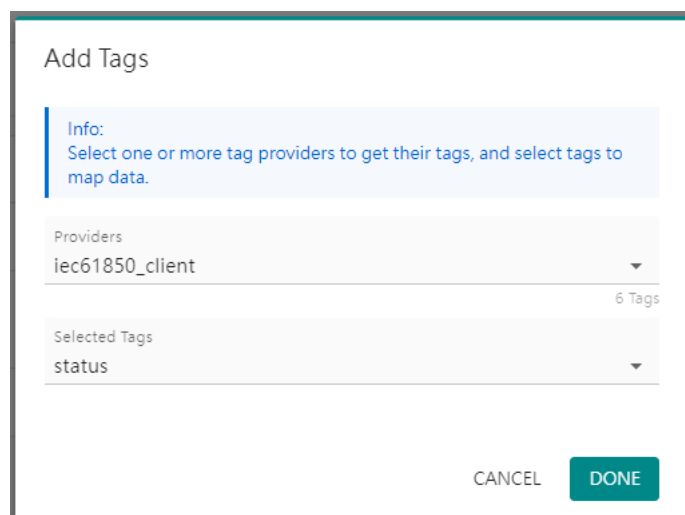 Add Tags
Info:
Select one or more tag providers to get their tags, and select tags to
map data.
Providers
iec61850_client
6 Tags
Selected Tags
status
CANCEL
DONE